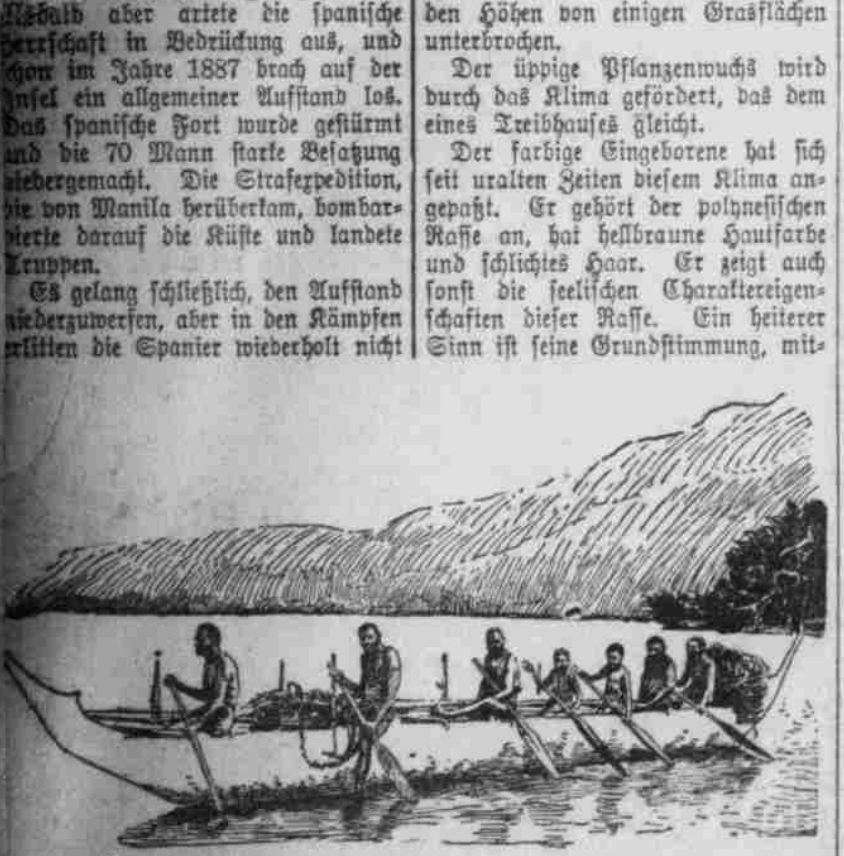 aber artete die spanische
Herrschaft in Bedrückung aus, und
schon im Jahre 1887 brach auf der
Insel ein allgemeiner Aufstand los.
Das spanische Fort wurde gestürmt
und die 70 Mann starke Besatzung
niedergemacht. Die Strafexpedition,
die von Manila herüberkam, bombar-
dierte darauf die Küste und landete
Truppen.
Es gelang schließlich, den Aufstand
niederzuwerfen, aber in den Kämpfen
erlitten die Spanier wiederholt nicht
den Höhen von einigen Grasflächen
unterbrochen.
Der üppige Pflanzenwuchs wird
durch das Klima gefördert, das dem
eines Treibhauses gleicht.
Der farbige Eingeborene hat sich
seit uralten Zeiten diesem Klima an-
gepaßt. Er gehört der polynesischen
Rasse an, hat hellbraune Hautfarbe
und schlichtes Haar. Er zeigt auch
sonst die seelischen Charaktereigen-
schaften dieser Rasse. Ein heiterer
Sinn ist seine Grundstimmung, mit-